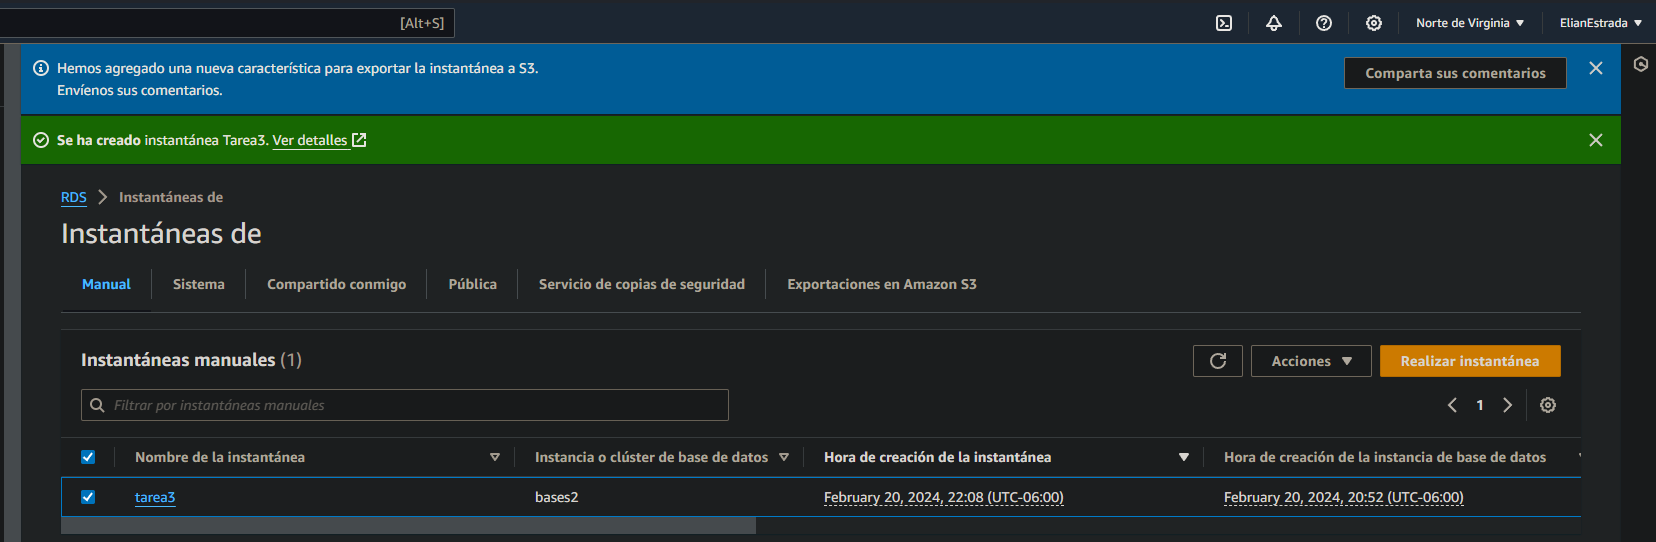 [Alt+S]
Norte de Virginia
ElianEstrada
Hemos agregado una nueva característica para exportar la instantánea a S3.
Envíenos sus comentarios.
Comparta sus comentarios
Se ha creado instantánea Tarea3. Ver detalles
RDS > Instantáneas de
Instantáneas de
Manual Sistema Compartido conmigo Pública Servicio de copias de seguridad Exportaciones en Amazon S3
Instantáneas manuales (1)
Acciones
Realizar instantánea
Filtrar por instantáneas manuales
1
Nombre de la instantánea Instancia o clúster de base de datos Hora de creación de la instantánea Hora de creación de la instancia de base de datos
tarea3 bases2 February 20, 2024, 22:08 (UTC-06:00) February 20, 2024, 20:52 (UTC-06:00)